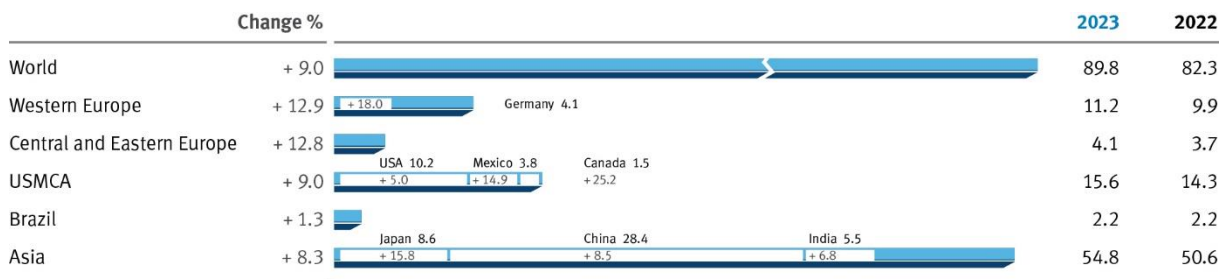 Change % 2023 2022
World + 9.0 89.8 82.3
Western Europe + 12.9 + 18.0 Germany 4.1 11.2 9.9
Central and Eastern Europe + 12.8 4.1 3.7
USA 10.2 Mexico 3.8 Canada 1.5
USMCA + 9.0 + 5.0 + 14.9 +25.2 15.6 14.3
Brazil + 1.3 2.2 2.2
Japan 8.6 China 28.4 India 5.5
Asia + 8.3 + 15.8 + 8.5 + 6.8 54.8 50.6